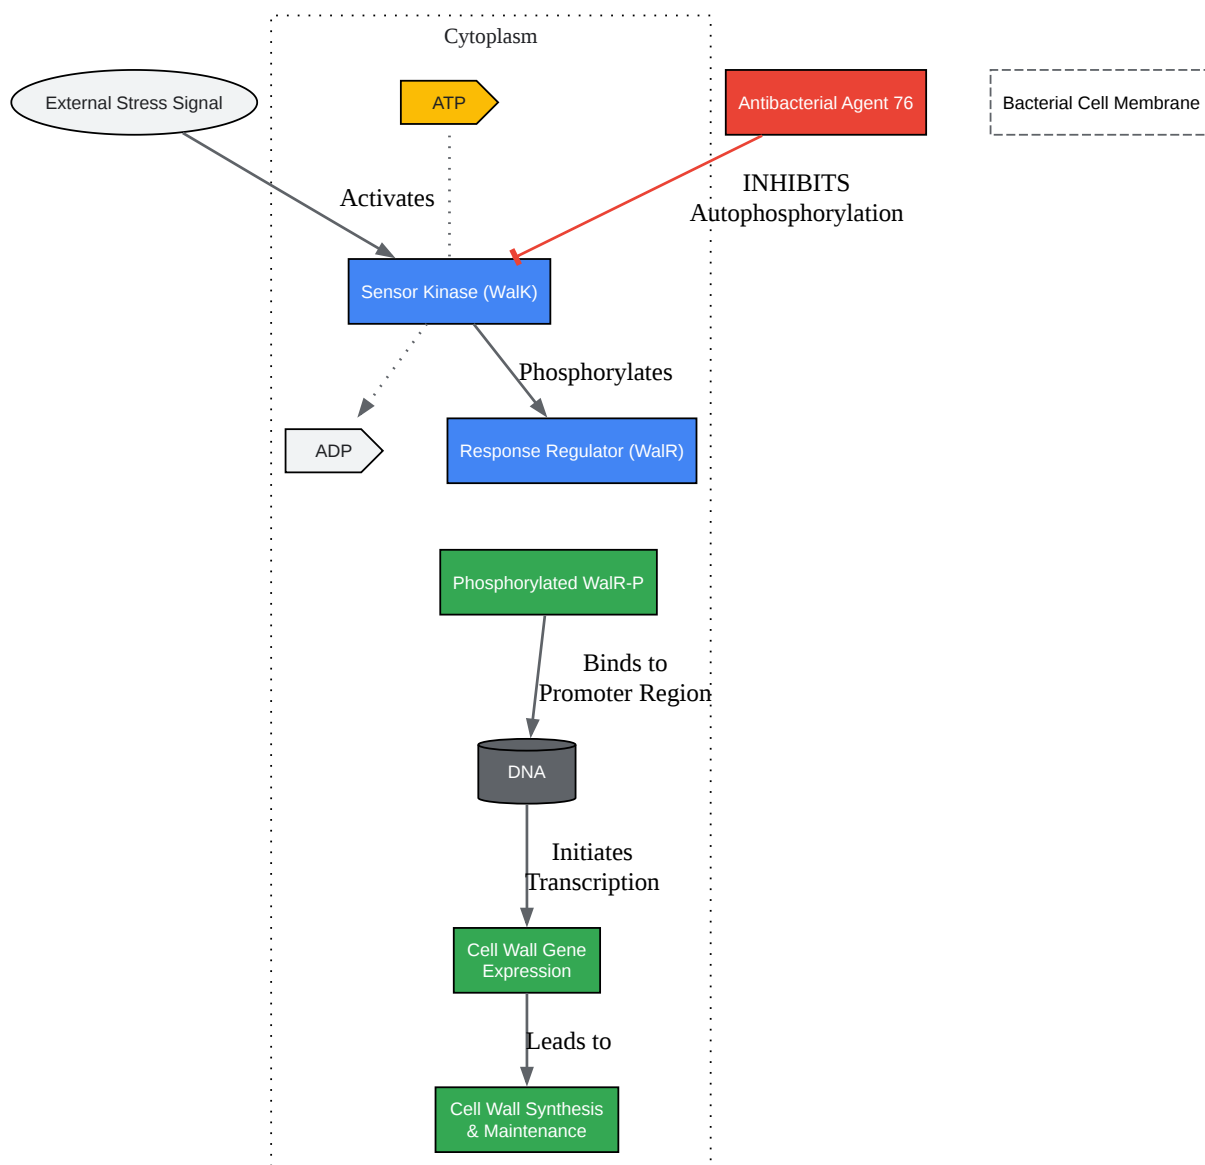 Cytoplasm
External Stress Signal
ATP
Antibacterial Agent 76
Bacterial Cell Membrane
Activates
INHIBITS
Autophosphorylation
Sensor Kinase (WalK)
Phosphorylates
ADP
Response Regulator (WalR)
Phosphorylated WalR-P
Binds to
Promoter Region
DNA
Initiates
Transcription
Cell Wall Gene
Expression
Leads to
Cell Wall Synthesis
& Maintenance